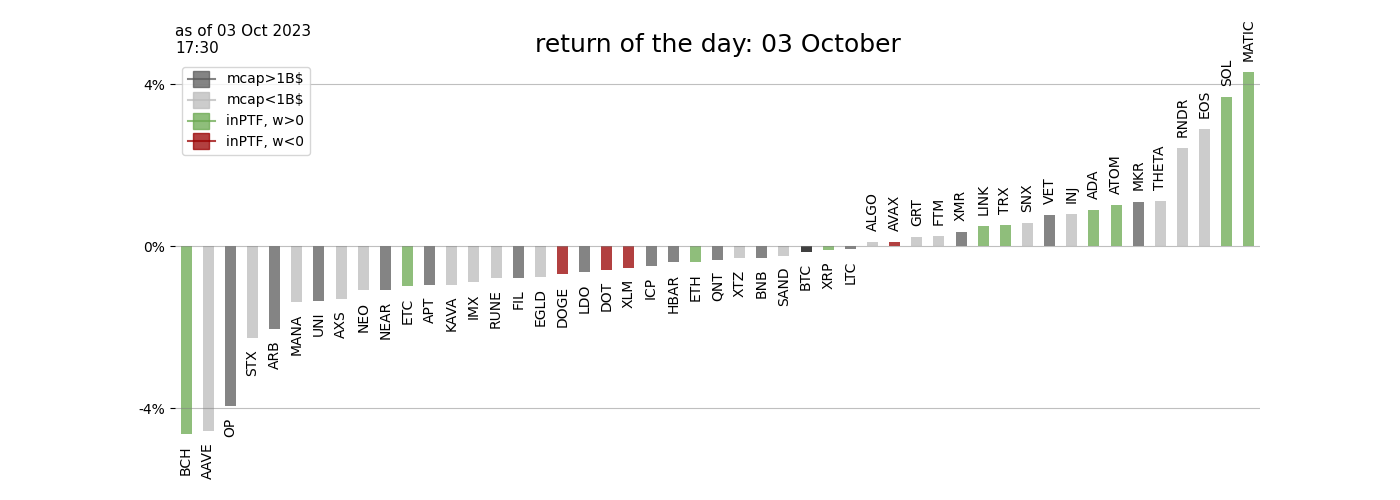 as of 03 Oct 2023
17:30
return of the day: 03 October
mcap>1B$
mcap<1B$
inPTF, w>0
inPTF, w<0
4%
0%
-4%
BCH
AAVE
OP
STX
ARB
MANA
UNI
AXS
NEO
NEAR
ETC
APT
KAVA
IMX
RUNE
FIL
EGLD
DOGE
LDO
DOT
XLM
ICP
HBAR
ETH
QNT
XTZ
BNB
SAND
BTC
XRP
LTC
ALGO
AVAX
GRT
FTM
XMR
LINK
TRX
SNX
VET
INJ
ADA
ATOM
MKR
THETA
RNDR
EOS
SOL
MATIC